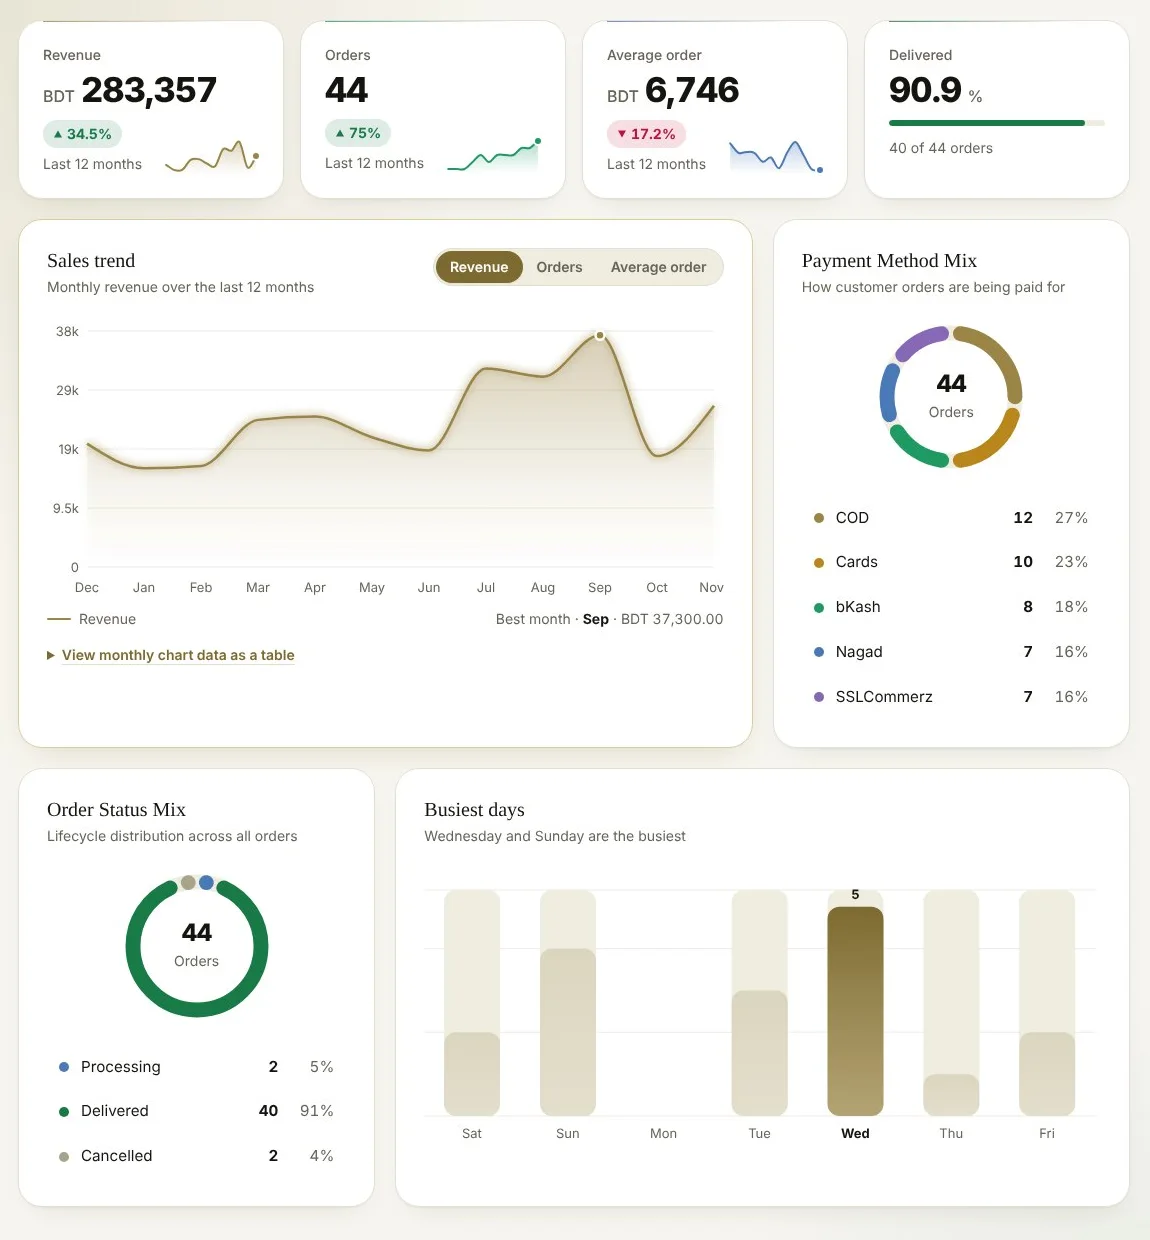 Revenue
BDT 283,357
▲ 34.5%
Last 12 months
Orders
44
▲ 75%
Last 12 months
Average order
BDT 6,746
▼ 17.2%
Last 12 months
Delivered
90.9 %
40 of 44 orders
Sales trend
Monthly revenue over the last 12 months
Revenue Orders Average order
38k
29k
19k
9.5k
0
Dec Jan Feb Mar Apr May Jun Jul Aug Sep Oct Nov
Revenue
Best month · Sep · BDT 37,300.00
▶ View monthly chart data as a table
Payment Method Mix
How customer orders are being paid for
44
Orders
COD 12 27%
Cards 10 23%
bKash 8 18%
Nagad 7 16%
SSLCommerz 7 16%
Order Status Mix
Lifecycle distribution across all orders
44
Orders
Processing 2 5%
Delivered 40 91%
Cancelled 2 4%
Busiest days
Wednesday and Sunday are the busiest
5
Sat Sun Mon Tue Wed Thu Fri